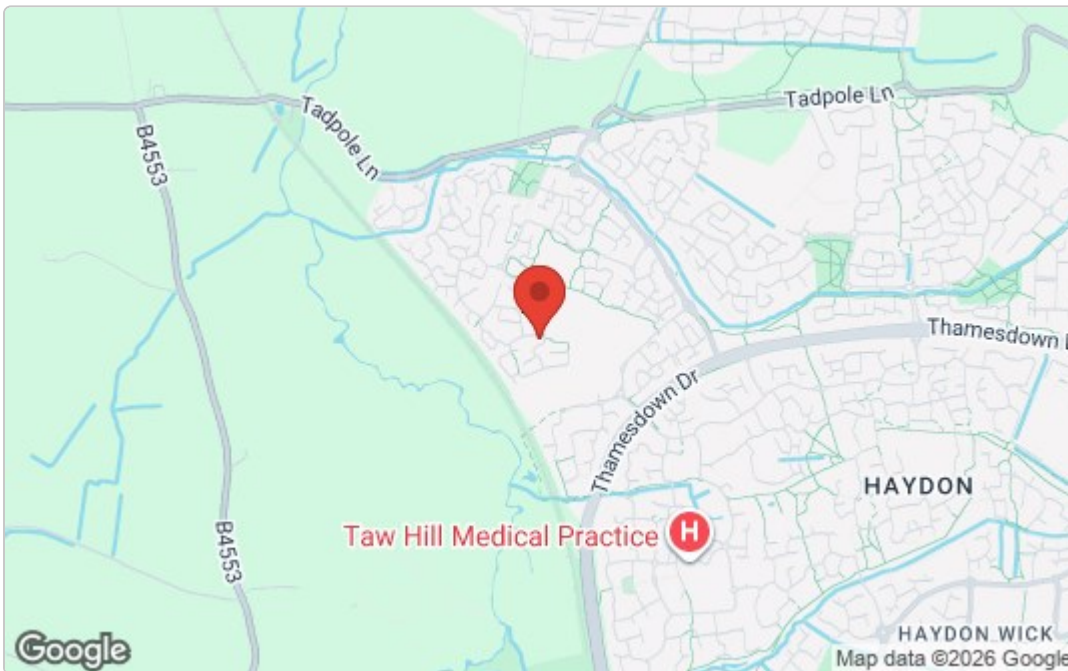 Tadpole Ln
Tadpole Ln
B4553
Thamesdown
Thamesdown Dr
HAYDON
B4553
Taw Hill Medical Practice
H
HAYDON WICK
Google
Map data ©2026 Google